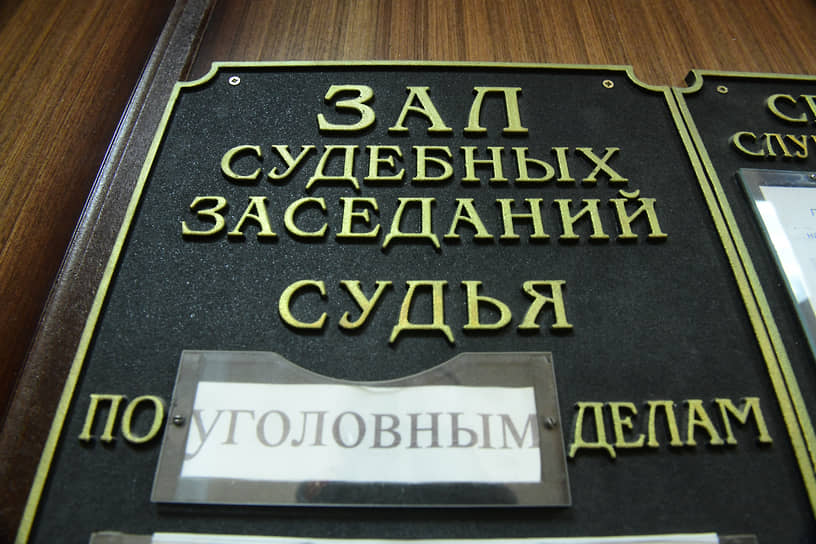 ЗАЛ
СУДЕБНЫХ
ЗАСЕДАНИЙ
СУДЬЯ
ПО УГОЛОВНЫМ ДЕЛАМ